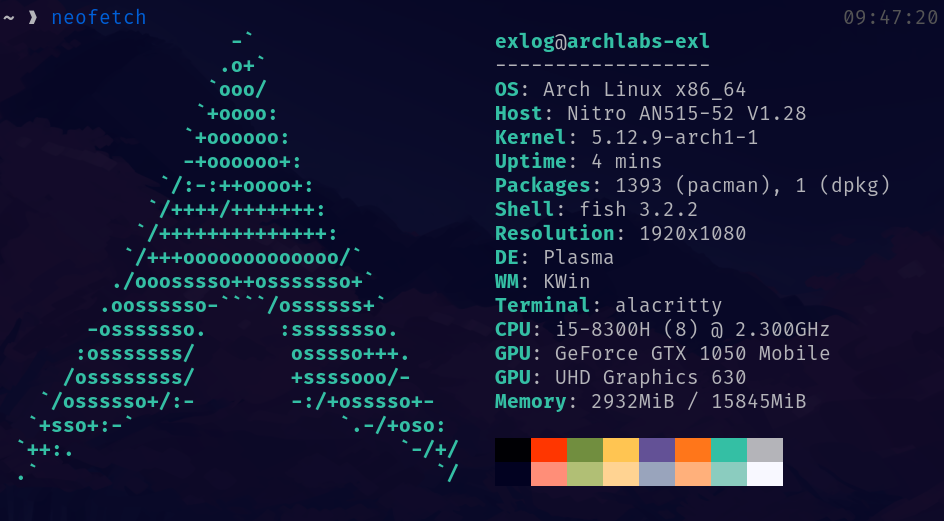 ~ ❱ neofetch 09:47:20
-`
.o+`
`ooo/
`+oooo:
`+oooooo:
-+oooooo+:
`/:-:++oooo+:
`/++++/+++++++:
`/++++++++++++++:
`/+++ooooooooooooo/`
./ooosssso++osssssso+`
.oossssso-````/ossssss+`
-osssssso. :ssssssso.
:osssssss/ osssso+++.
/ossssssss/ +ssssooo/-
`/ossssso+/:- -:/+osssso+-
`+sso+:-` `.-/+oso:
`++:. `-/+/
.` `/
exlog@archlabs-exl
------------------
OS: Arch Linux x86_64
Host: Nitro AN515-52 V1.28
Kernel: 5.12.9-arch1-1
Uptime: 4 mins
Packages: 1393 (pacman), 1 (dpkg)
Shell: fish 3.2.2
Resolution: 1920x1080
DE: Plasma
WM: KWin
Terminal: alacritty
CPU: i5-8300H (8) @ 2.300GHz
GPU: GeForce GTX 1050 Mobile
GPU: UHD Graphics 630
Memory: 2932MiB / 15845MiB